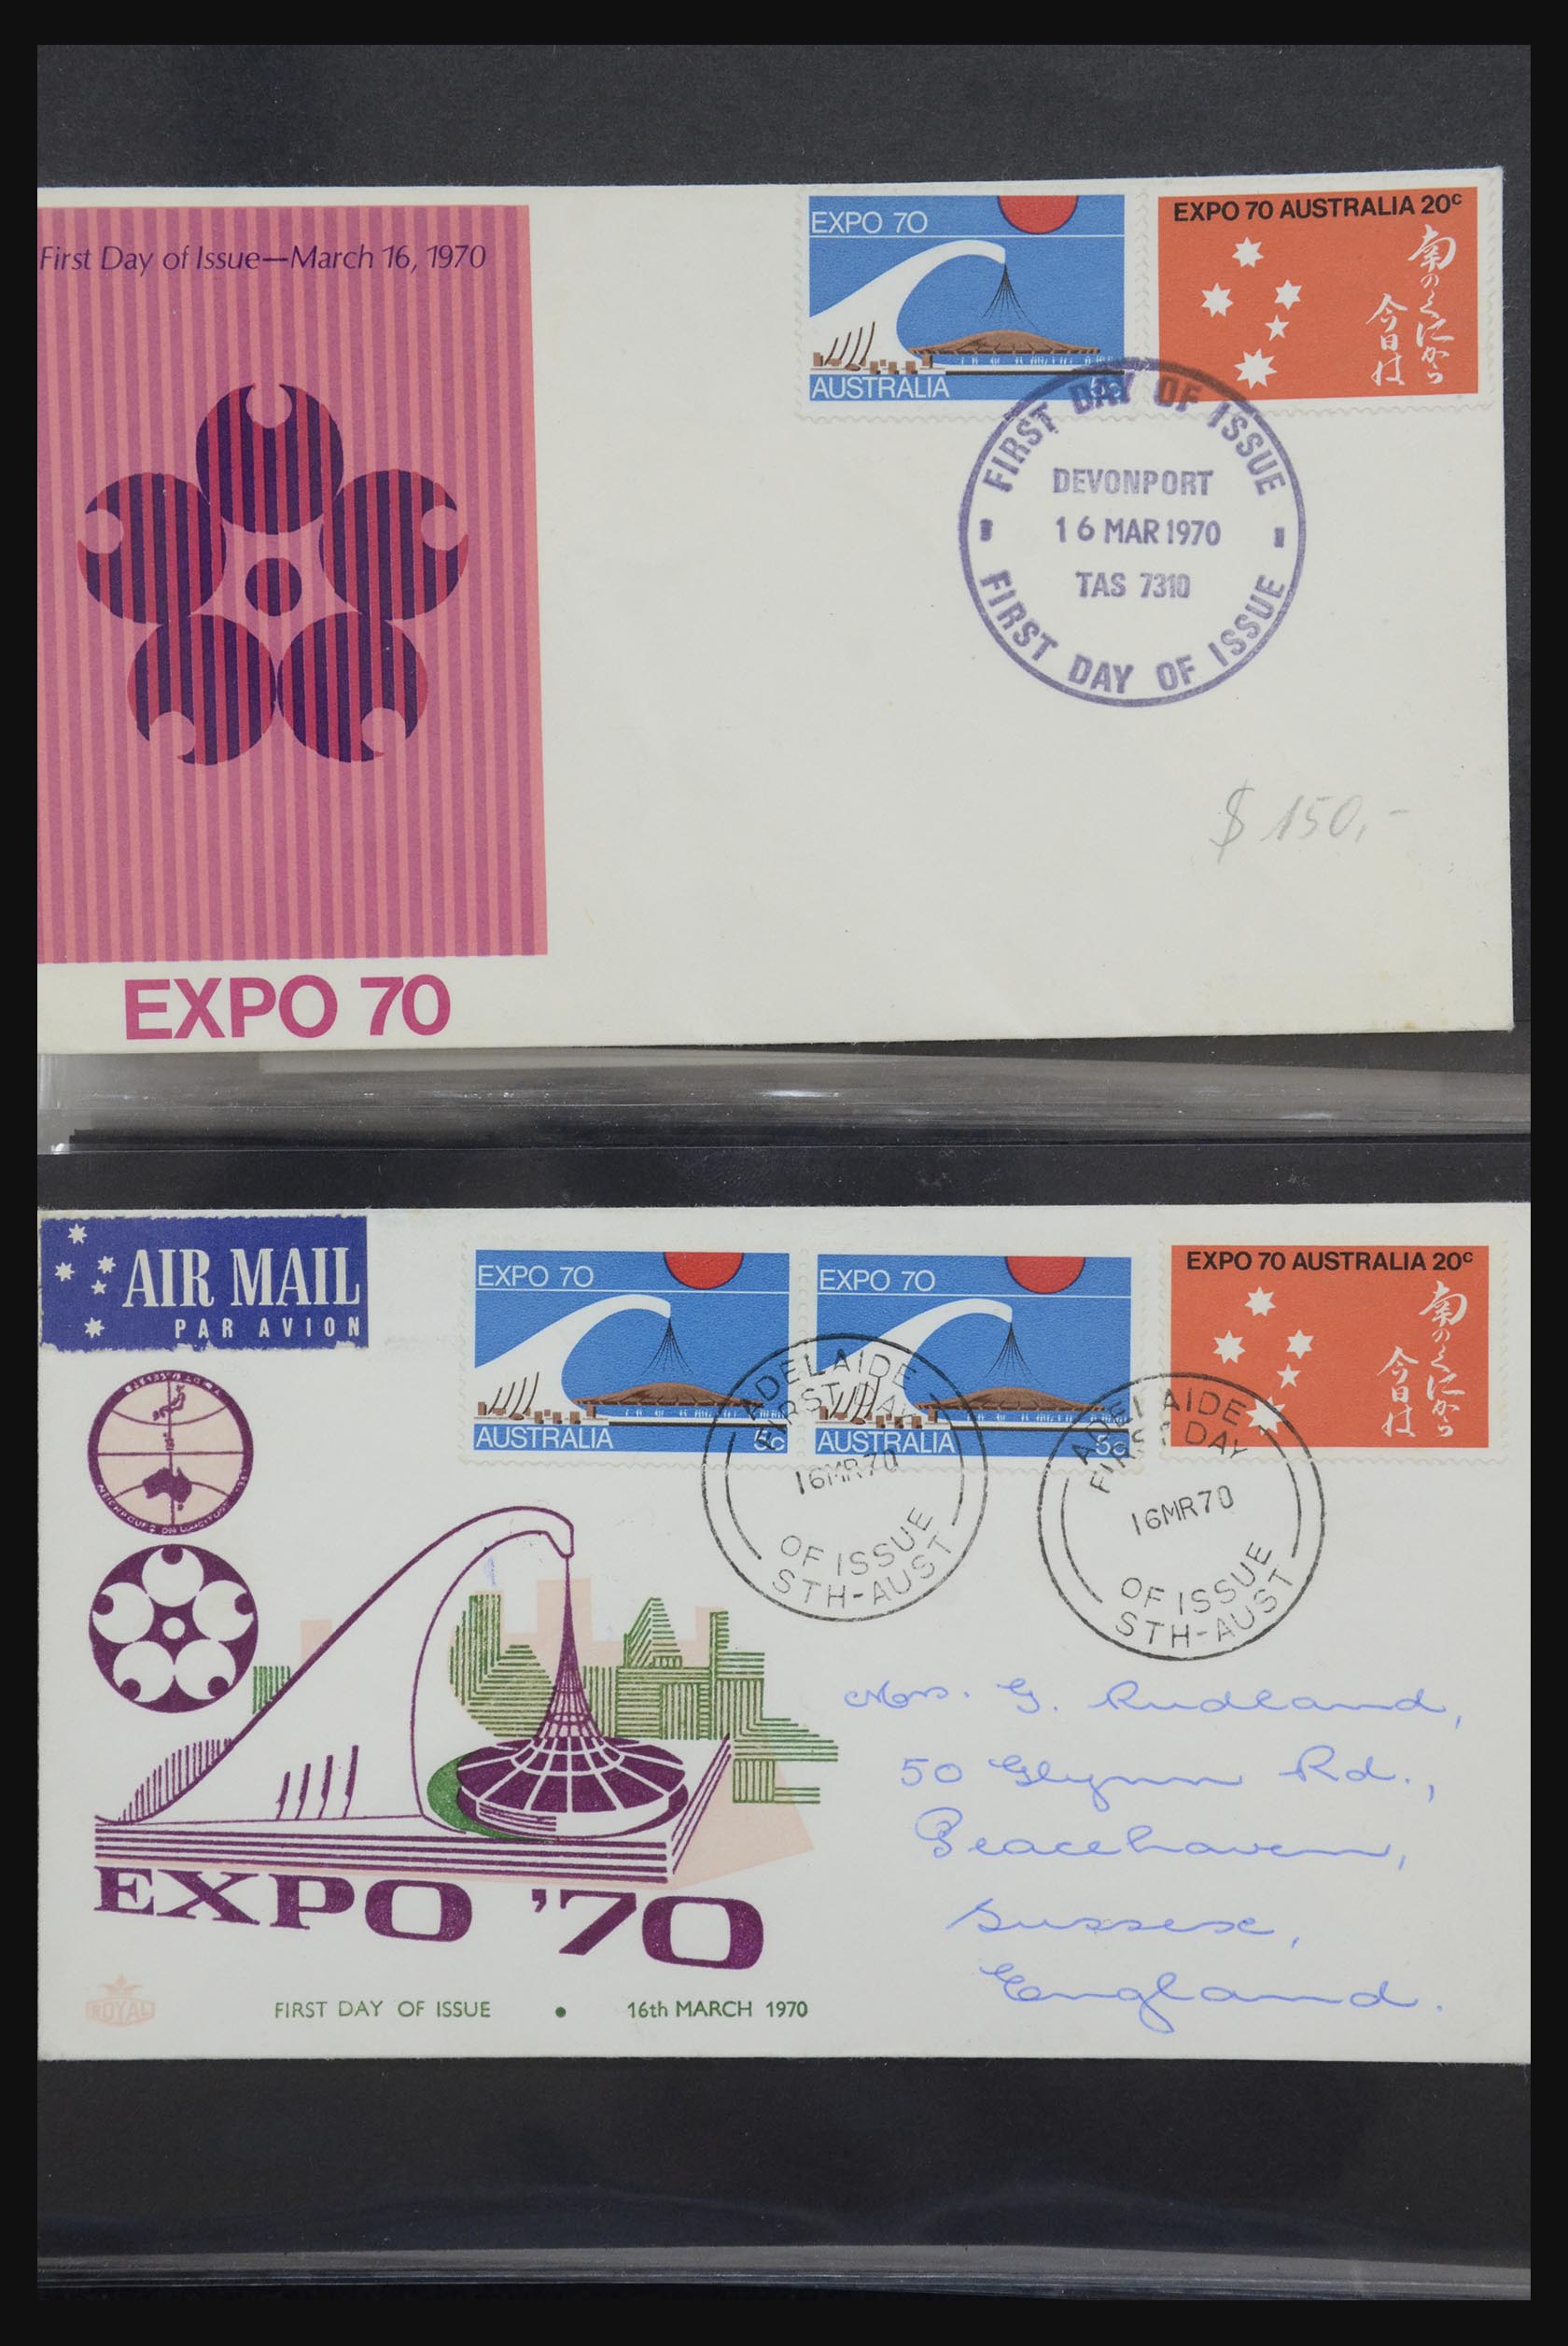 First Day of Issue—March 16, 1970
EXPO 70
AUSTRALIA 5c
EXPO 70 AUSTRALIA 20c
南のくにから
今日は
FIRST DAY OF ISSUE
DEVONPORT
16 MAR 1970
TAS 7310
FIRST DAY OF ISSUE
$ 150,-
EXPO 70
AIR MAIL
PAR AVION
EXPO 70
AUSTRALIA 5c
EXPO 70
AUSTRALIA 5c
EXPO 70 AUSTRALIA 20c
南のくにから
今日は
ADELAIDE
FIRST DAY
16MR70
OF ISSUE
STH-AUST
ADELAIDE
FIRST DAY
16MR70
OF ISSUE
STH-AUST
Mrs. G. Rudland,
50 Glynn Rd.,
Peacehaven,
Sussex,
England.
EXPO '70
ROYAL
FIRST DAY OF ISSUE • 16th MARCH 1970